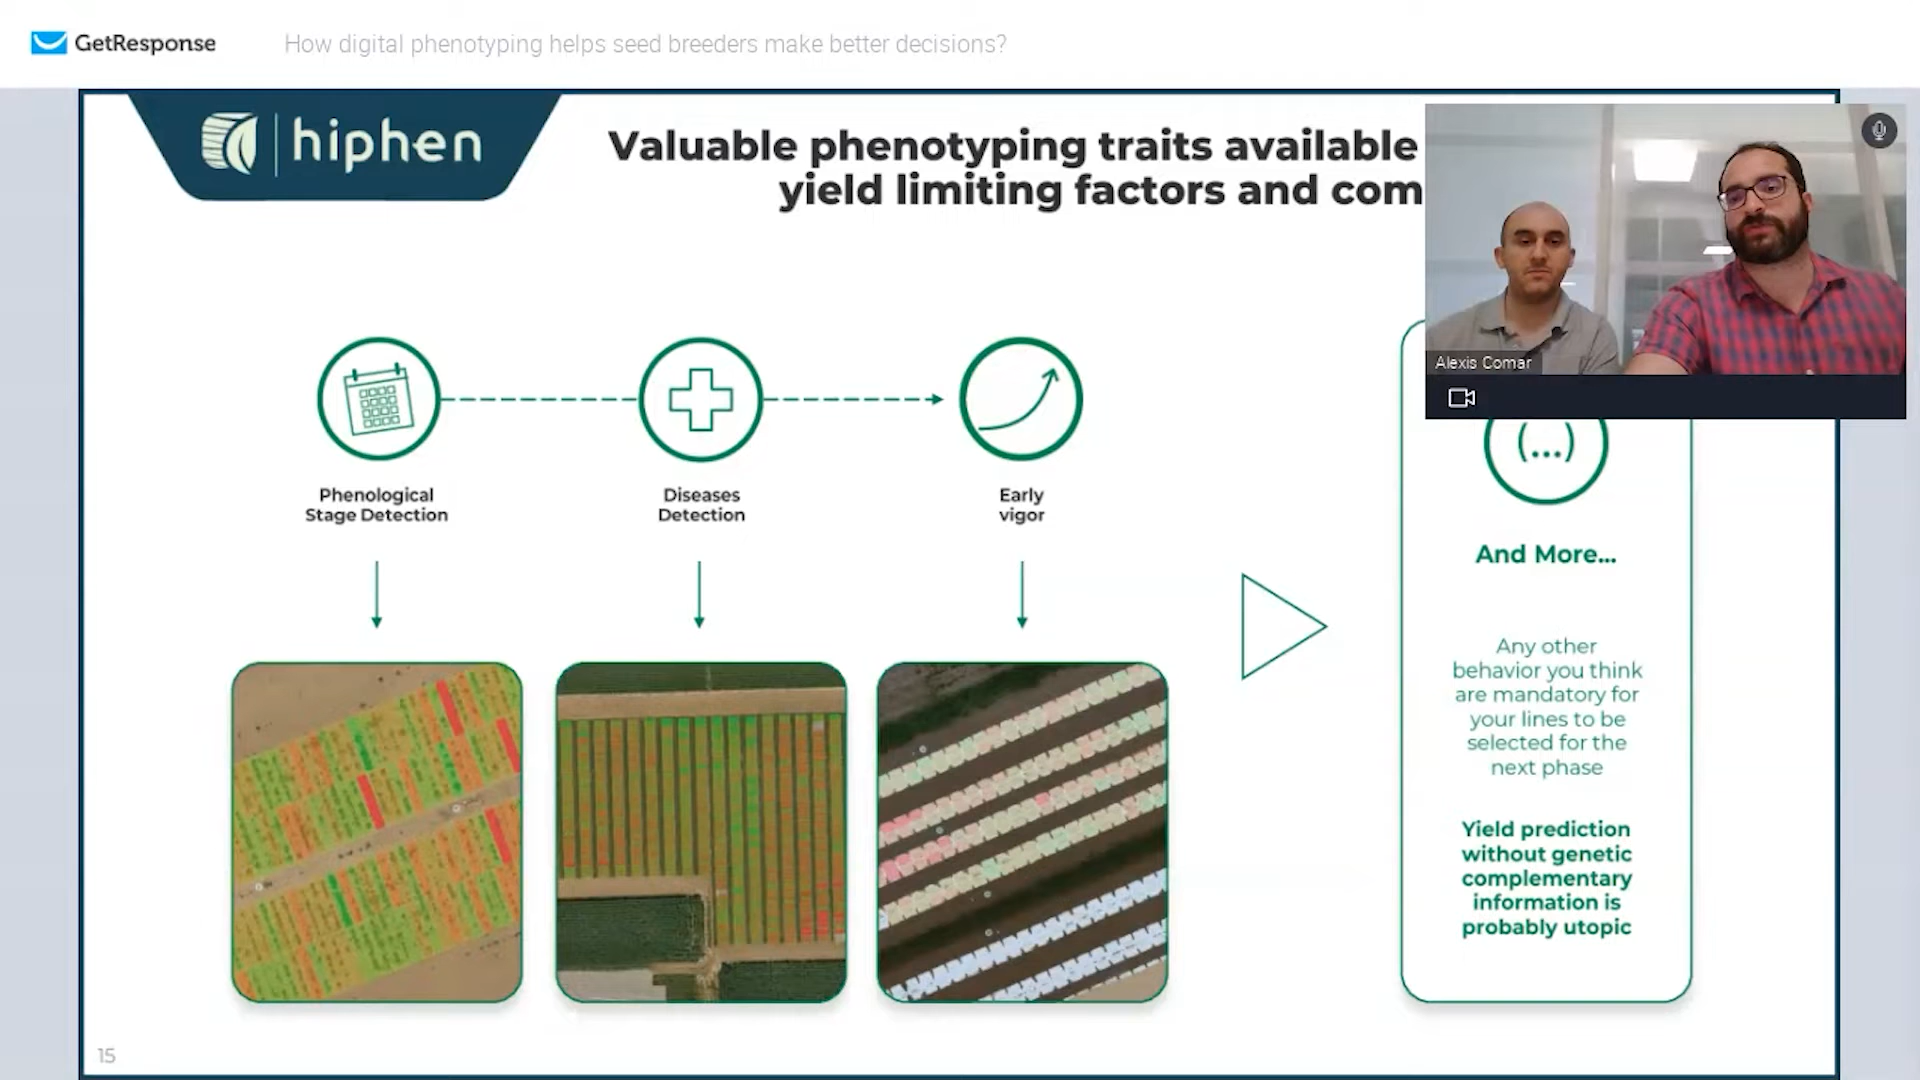 GetResponse
How digital phenotyping helps seed breeders make better decisions?
hiphen
Valuable phenotyping traits available
yield limiting factors and com
Alexis Comar
Phenological
Stage Detection
Diseases
Detection
Early
vigor
(...)
And More...
Any other
behavior you think
are mandatory for
your lines to be
selected for the
next phase
Yield prediction
without genetic
complementary
information is
probably utopic
15